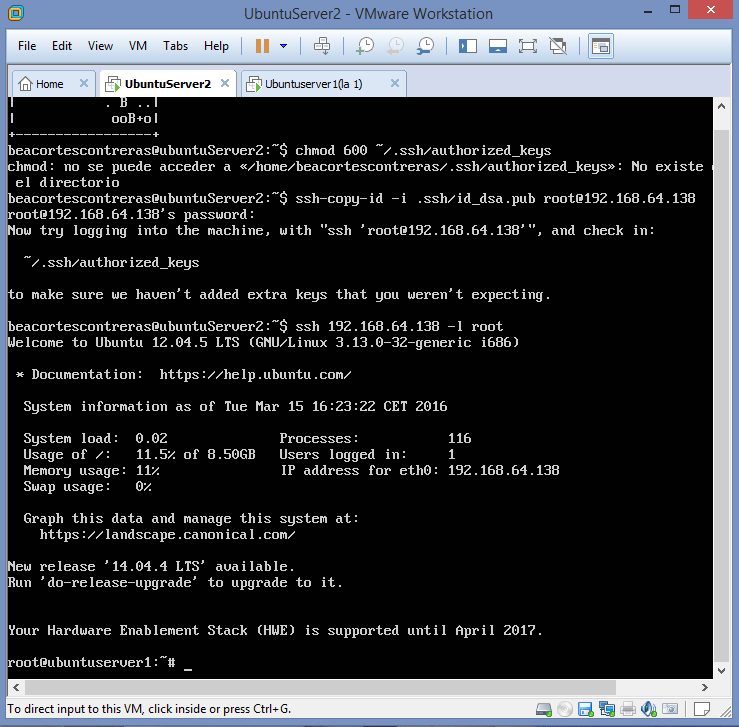 UbuntuServer2 - VMware Workstation
File Edit View VM Tabs Help
Home UbuntuServer2 Ubuntuserver1(la 1)
| . B ..|
| ooB+o|
+-----------------+
beacortescontreras@ubuntuServer2:~$ chmod 600 ~/.ssh/authorized_keys
chmod: no se puede acceder a «/home/beacortescontreras/.ssh/authorized_keys»: No existe
el directorio
beacortescontreras@ubuntuServer2:~$ ssh-copy-id -i .ssh/id_dsa.pub root@192.168.64.138
root@192.168.64.138's password:
Now try logging into the machine, with "ssh 'root@192.168.64.138'", and check in:
~/.ssh/authorized_keys
to make sure we haven't added extra keys that you weren't expecting.
beacortescontreras@ubuntuServer2:~$ ssh 192.168.64.138 -l root
Welcome to Ubuntu 12.04.5 LTS (GNU/Linux 3.13.0-32-generic i686)
* Documentation: https://help.ubuntu.com/
System information as of Tue Mar 15 16:23:22 CET 2016
System load: 0.02 Processes: 116
Usage of /: 11.5% of 8.50GB Users logged in: 1
Memory usage: 11% IP address for eth0: 192.168.64.138
Swap usage: 0%
Graph this data and manage this system at:
https://landscape.canonical.com/
New release '14.04.4 LTS' available.
Run 'do-release-upgrade' to upgrade to it.
Your Hardware Enablement Stack (HWE) is supported until April 2017.
root@ubuntuserver1:~# _
To direct input to this VM, click inside or press Ctrl+G.